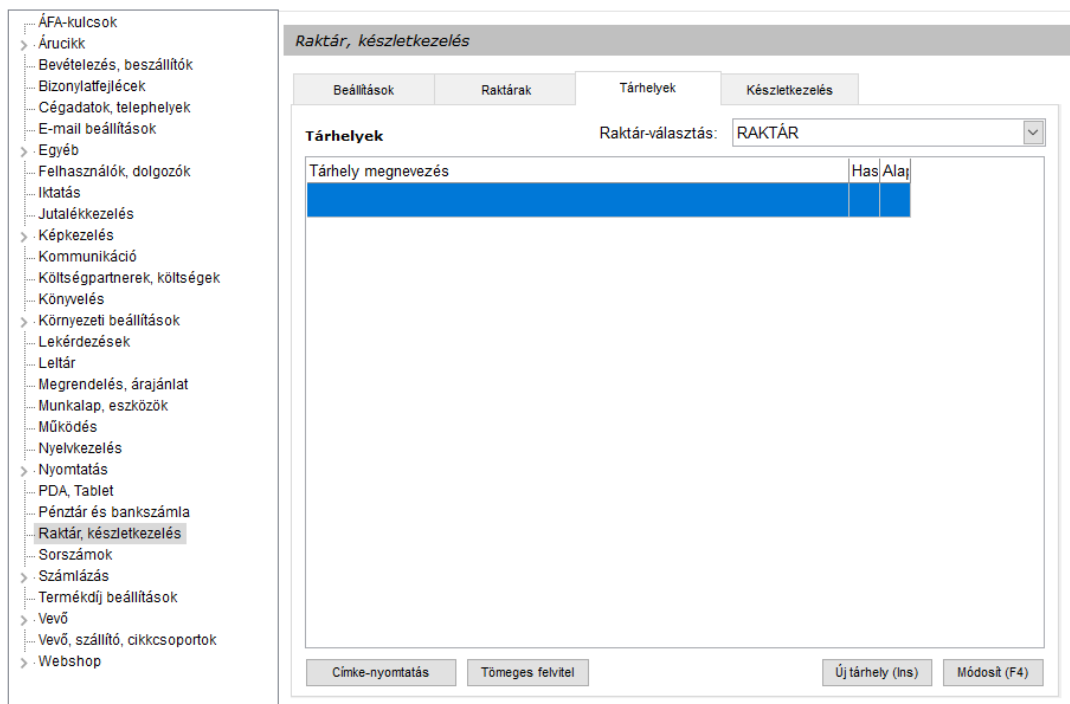 ÁFA-kulcsok
Árucikk
Bevételezés, beszállítók
Bizonylatfejlécek
Cégadatok, telephelyek
E-mail beállítások
Egyéb
Felhasználók, dolgozók
Iktatás
Jutalékkezelés
Képkezelés
Kommunikáció
Költségpartnerek, költségek
Könyvelés
Környezeti beállítások
Lekérdezések
Leltár
Megrendelés, árajánlat
Munkalap, eszközök
Működés
Nyelvkezelés
Nyomtatás
PDA, Tablet
Pénztár és bankszámla
Raktár, készletkezelés
Sorszámok
Számlázás
Termékdíj beállítások
Vevő
Vevő, szállító, cikkcsoportok
Webshop
Raktár, készletkezelés
Beállítások Raktárak Tárhelyek Készletkezelés
Tárhelyek Raktár-választás: RAKTÁR
Tárhely megnevezés Has Alap
Címke-nyomtatás Tömeges felvitel Új tárhely (Ins) Módosít (F4)